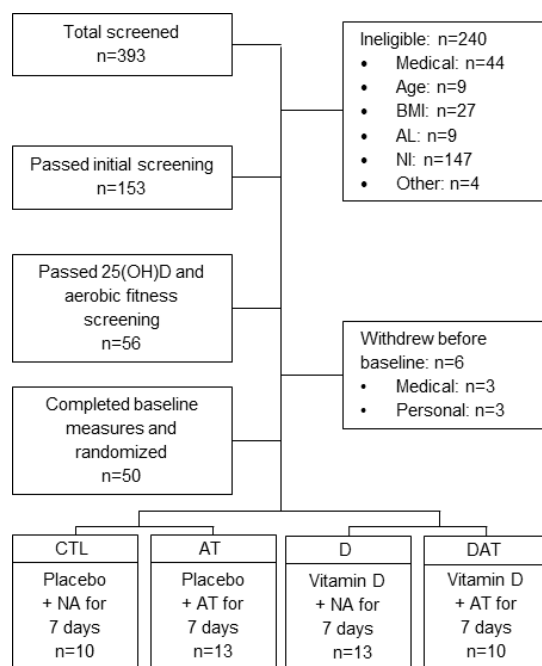 Total screened
n=393
Ineligible: n=240
• Medical: n=44
• Age: n=9
• BMI: n=27
• AL: n=9
• NI: n=147
• Other: n=4
Passed initial screening
n=153
Passed 25(OH)D and
aerobic fitness
screening
n=56
Withdrew before
baseline: n=6
• Medical: n=3
• Personal: n=3
Completed baseline
measures and
randomized
n=50
CTL
Placebo
+ NA for
7 days
n=10
AT
Placebo
+ AT for
7 days
n=13
D
Vitamin D
+ NA for
7 days
n=13
DAT
Vitamin D
+ AT for
7 days
n=10